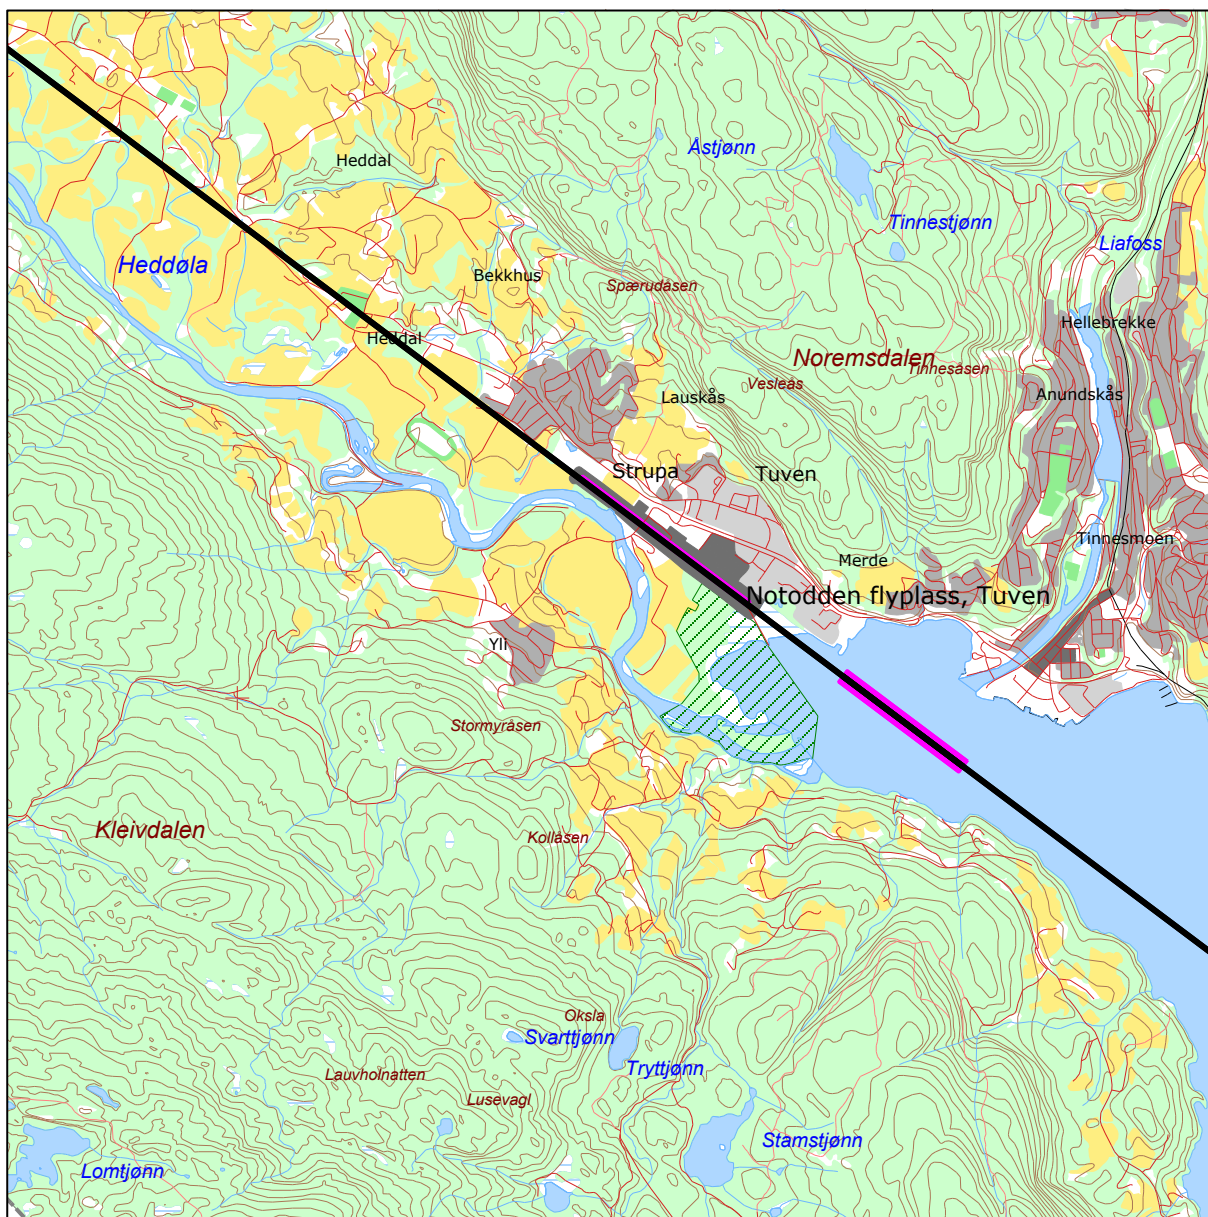 Åstjønn
Heddal
Tinnestjønn
Liafoss
Heddøla
Bekkhus
Spærudåsen
Hellebrekke
Heddal
Noremsdalen
Tinnesåsen
Vesleås
Anundskås
Lauskås
Strupa
Tuven
Tinnesmoen
Merde
Notodden flyplass, Tuven
Yli
Stormyråsen
Kleivdalen
Kollåsen
Oksla
Svarttjønn
Tryttjønn
Lauvholnatten
Lusevagl
Stamstjønn
Lomtjønn